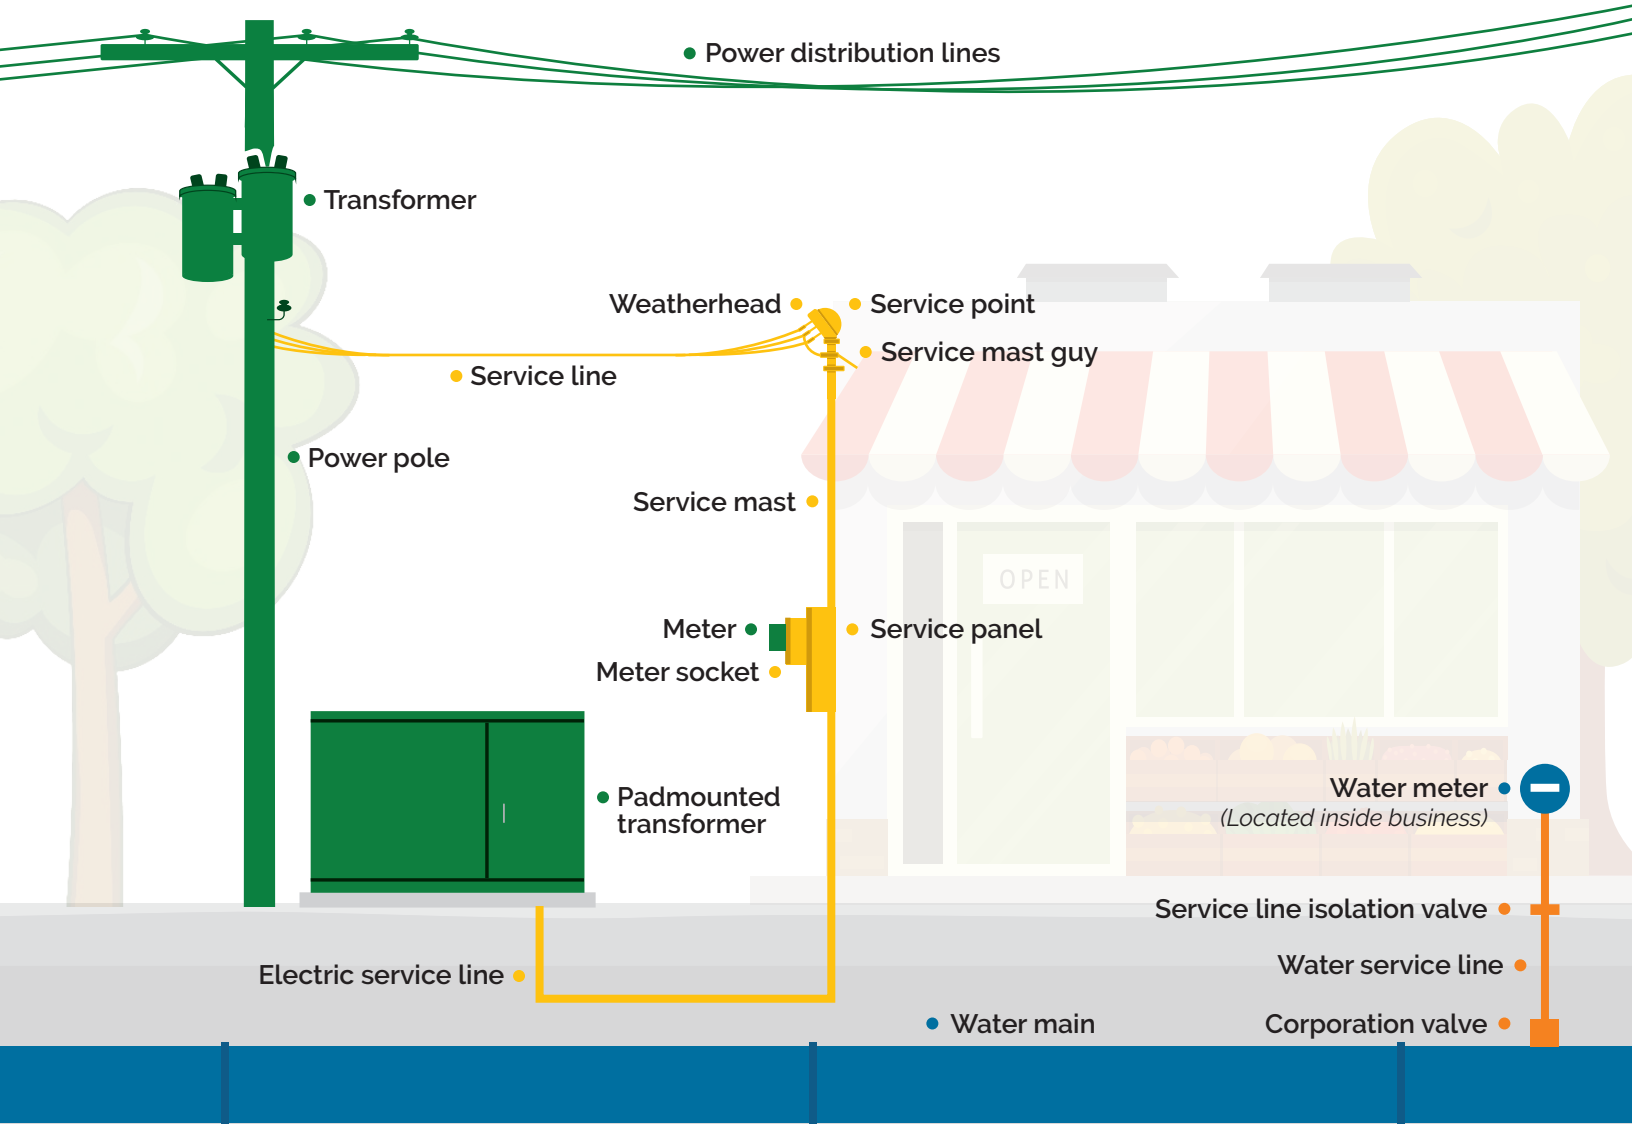 Power distribution lines
Transformer
Weatherhead
Service point
Service mast guy
Service line
Power pole
Service mast
OPEN
Meter
Service panel
Meter socket
Padmounted
transformer
Water meter
(Located inside business)
Service line isolation valve
Electric service line
Water service line
Water main
Corporation valve